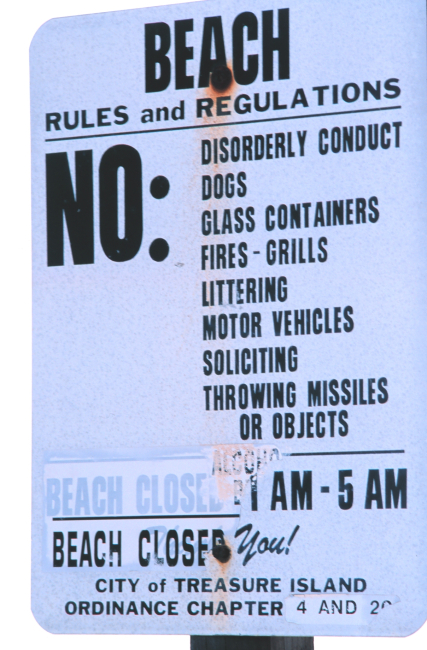 BEACH
RULES and REGULATIONS
NO:
DISORDERLY CONDUCT
DOGS
GLASS CONTAINERS
FIRES - GRILLS
LITTERING
MOTOR VEHICLES
SOLICITING
THROWING MISSILES
OR OBJECTS
BEACH CLOSED 1 AM - 5 AM
BEACH CLOSED You!
CITY of TREASURE ISLAND
ORDINANCE CHAPTER 4 AND